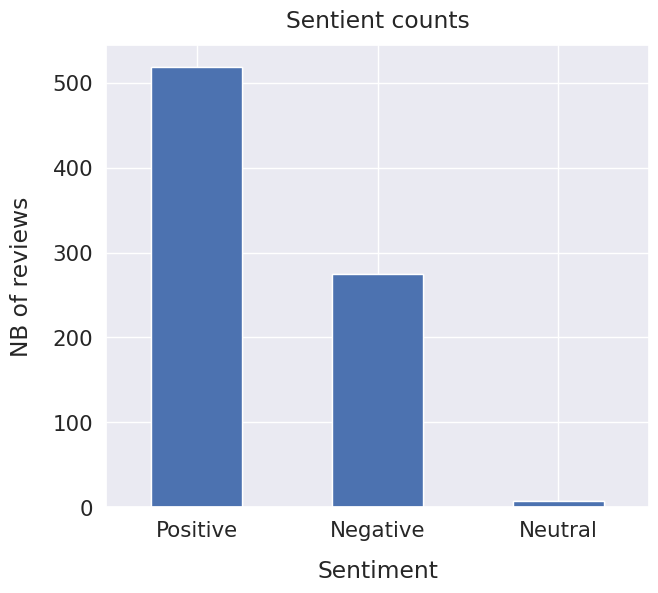 Sentient counts
NB of reviews
500
400
300
200
100
0
Positive Negative Neutral
Sentiment